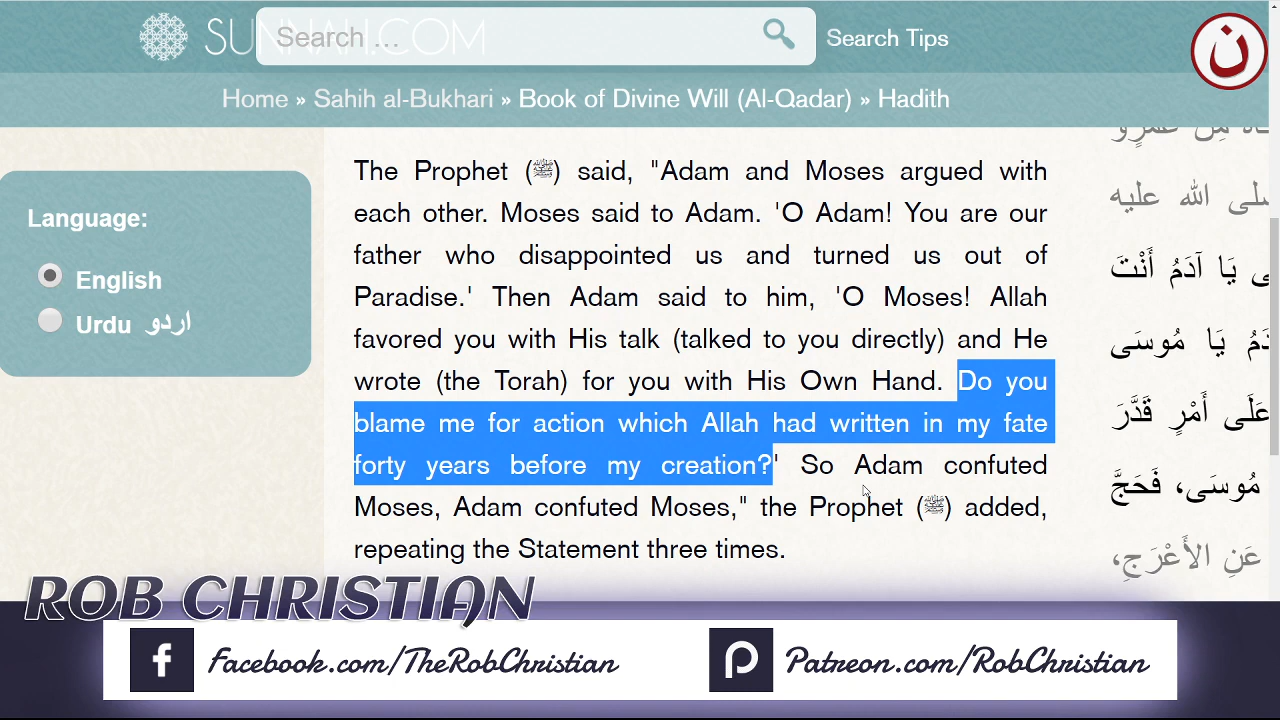 SUNNAH.COM
Search ...
Search Tips
ن
Home » Sahih al-Bukhari » Book of Divine Will (Al-Qadar) » Hadith
Language:
English
Urdu اردو
The Prophet (ﷺ) said, "Adam and Moses argued with
each other. Moses said to Adam. 'O Adam! You are our
father who disappointed us and turned us out of
Paradise.' Then Adam said to him, 'O Moses! Allah
favored you with His talk (talked to you directly) and He
wrote (the Torah) for you with His Own Hand. Do you
blame me for action which Allah had written in my fate
forty years before my creation?' So Adam confuted
Moses, Adam confuted Moses," the Prophet (ﷺ) added,
repeating the Statement three times.
مِنْ عَمْرٍو
صلى الله عليه
يَا آدَمُ أَنْتَ
يَا مُوسَى
عَلَى أَمْرٍ قَدَّرَ
مُوسَى، فَحَجَّ
عَنِ الأَعْرَجِ،
ROB CHRISTIAN
Facebook.com/TheRobChristian
Patreon.com/RobChristian